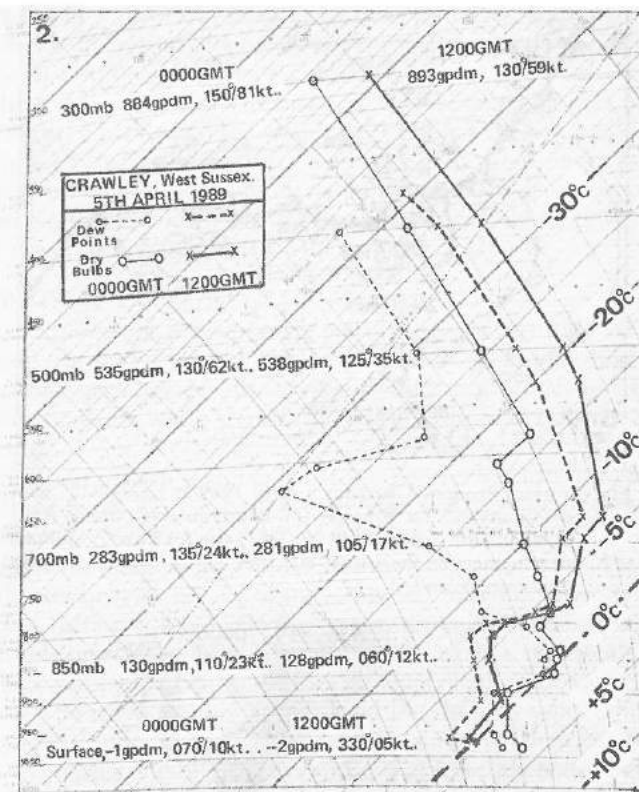 2.
0000GMT
1200GMT
300mb 884gpdm, 150°/81kt..
893gpdm, 130°/59kt.
CRAWLEY, West Sussex.
5TH APRIL 1989
Dew Points
Dry Bulbs
0000GMT 1200GMT
-30°C
-20°C
500mb 535gpdm, 130°/62kt.. 538gpdm, 125°/35kt.
-10°C
-5°C
700mb 283gpdm, 135°/24kt.. 281gpdm, 105°/17kt.
0°C
850mb 130gpdm, 110°/23kt. 128gpdm, 060°/12kt..
+5°C
0000GMT 1200GMT
Surface,-1gpdm, 070°/10kt. . --2gpdm, 330°/05kt.
+10°C